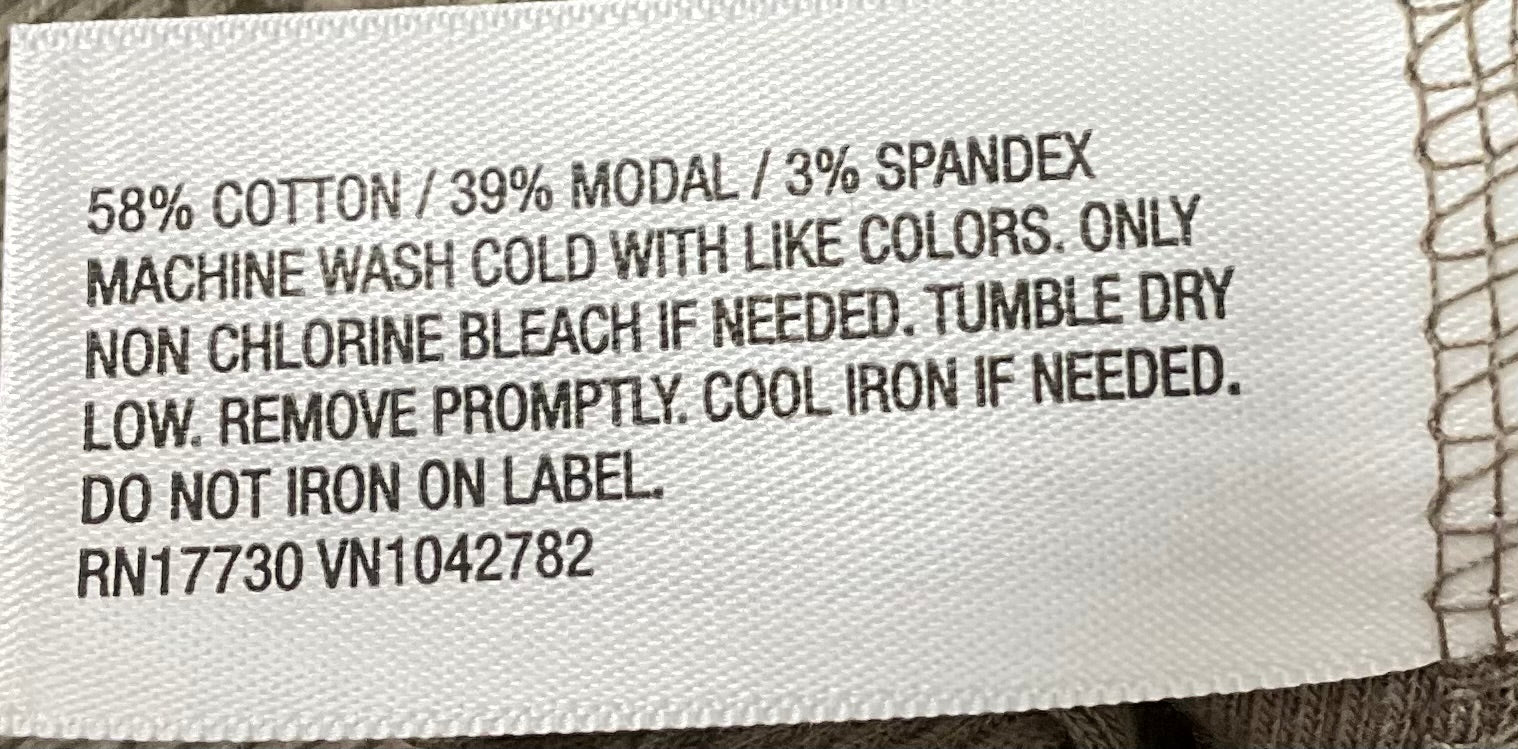 58% COTTON / 39% MODAL / 3% SPANDEX
MACHINE WASH COLD WITH LIKE COLORS. ONLY
NON CHLORINE BLEACH IF NEEDED. TUMBLE DRY
LOW. REMOVE PROMPTLY. COOL IRON IF NEEDED.
DO NOT IRON ON LABEL.
RN17730 VN1042782